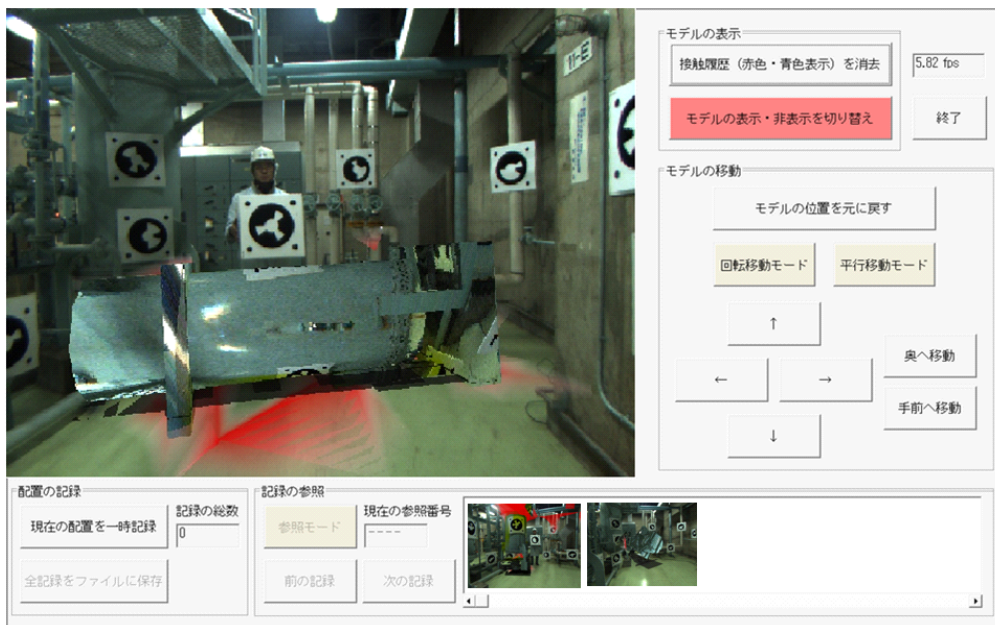 11-E
モデルの表示
接触履歴（赤色・青色表示）を消去
5.82 fps
モデルの表示・非表示を切り替え
終了
モデルの移動
モデルの位置を元に戻す
回転移動モード
平行移動モード
↑
奥へ移動
←
→
手前へ移動
↓
配置の記録
現在の配置を一時記録
記録の総数
0
全記録をファイルに保存
記録の参照
参照モード
現在の参照番号
----
前の記録
次の記録